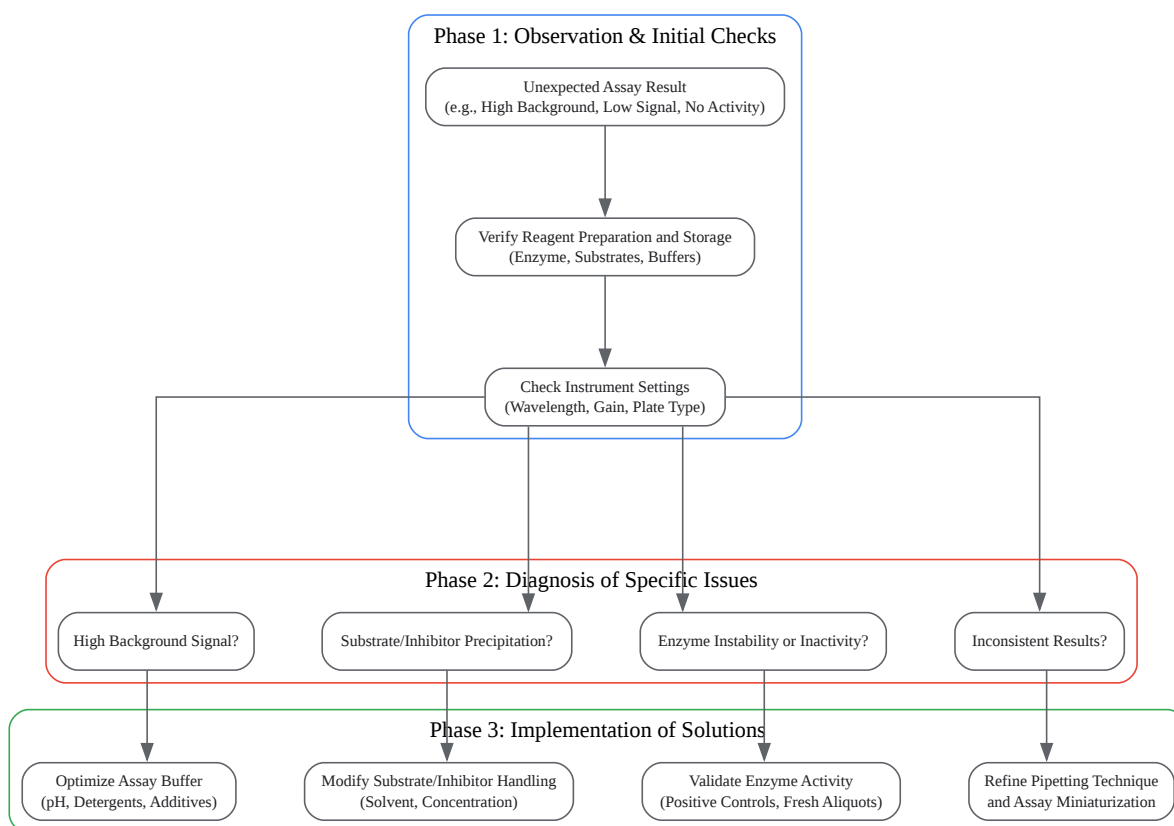 Phase 1: Observation & Initial Checks
Unexpected Assay Result
(e.g., High Background, Low Signal, No Activity)
Verify Reagent Preparation and Storage
(Enzyme, Substrates, Buffers)
Check Instrument Settings
(Wavelength, Gain, Plate Type)
Phase 2: Diagnosis of Specific Issues
High Background Signal?
Substrate/Inhibitor Precipitation?
Enzyme Instability or Inactivity?
Inconsistent Results?
Phase 3: Implementation of Solutions
Optimize Assay Buffer
(pH, Detergents, Additives)
Modify Substrate/Inhibitor Handling
(Solvent, Concentration)
Validate Enzyme Activity
(Positive Controls, Fresh Aliquots)
Refine Pipetting Technique
and Assay Miniaturization